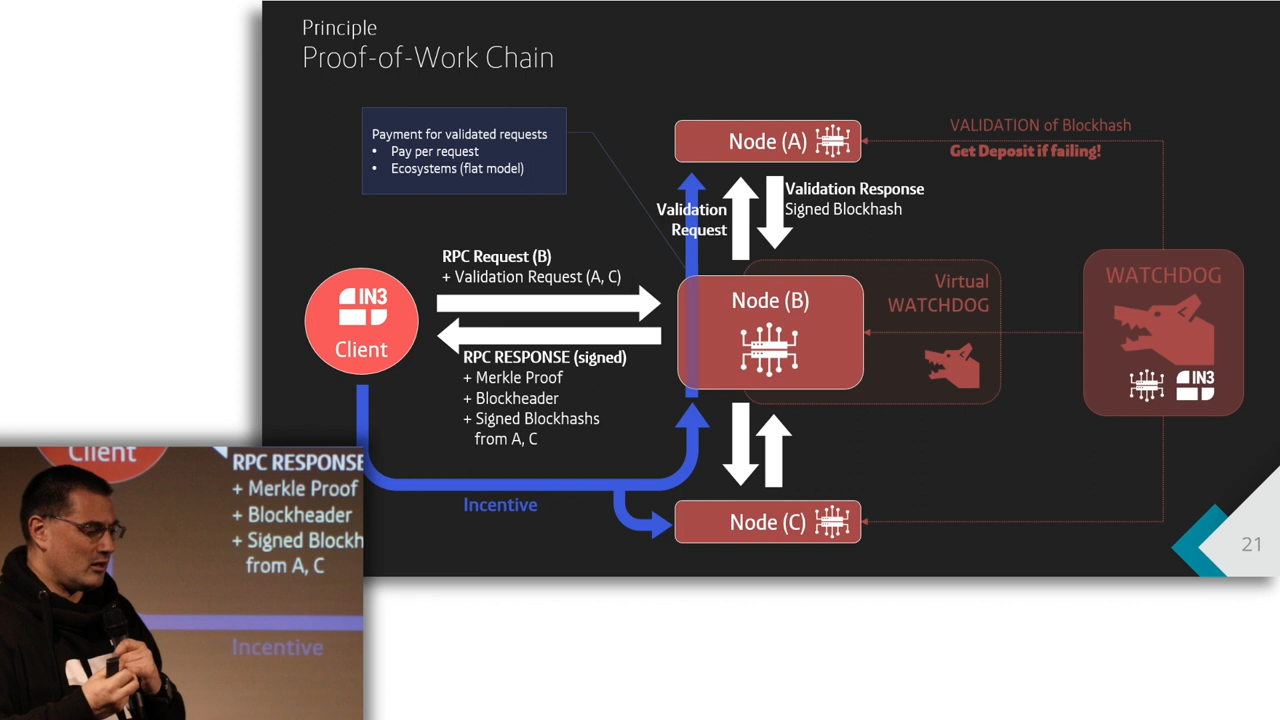 Principle
Proof-of-Work Chain
Payment for validated requests
• Pay per request
• Ecosystems (flat model)
Node (A)
VALIDATION of Blockhash
Get Deposit if failing!
Validation
Request
Validation Response
Signed Blockhash
RPC Request (B)
+ Validation Request (A, C)
IN3
Client
Node (B)
Virtual
WATCHDOG
WATCHDOG
IN3
RPC RESPONSE (signed)
+ Merkle Proof
+ Blockheader
+ Signed Blockhashs
from A, C
Incentive
Node (C)
21
Client
RPC RESPONSE
+ Merkle Proof
+ Blockheader
+ Signed Blockh
from A, C
Incentive